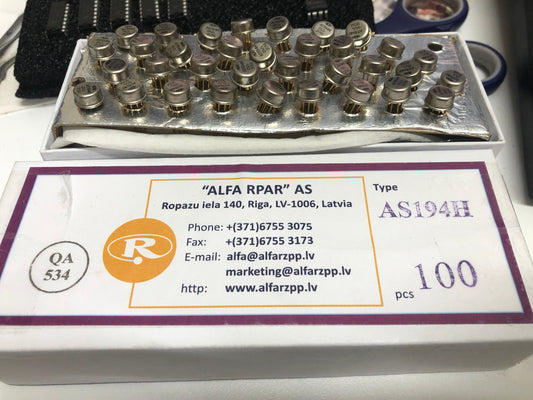 "ALFA RPAR" AS
Ropazu iela 140, Riga, LV-1006, Latvia
Phone: +(371)6755 3075
Fax: +(371)6755 3173
E-mail: alfa@alfarzpp.lv
marketing@alfarzpp.lv
http: www.alfarzpp.lv
R
QA
534
Type
AS194H
pcs 100